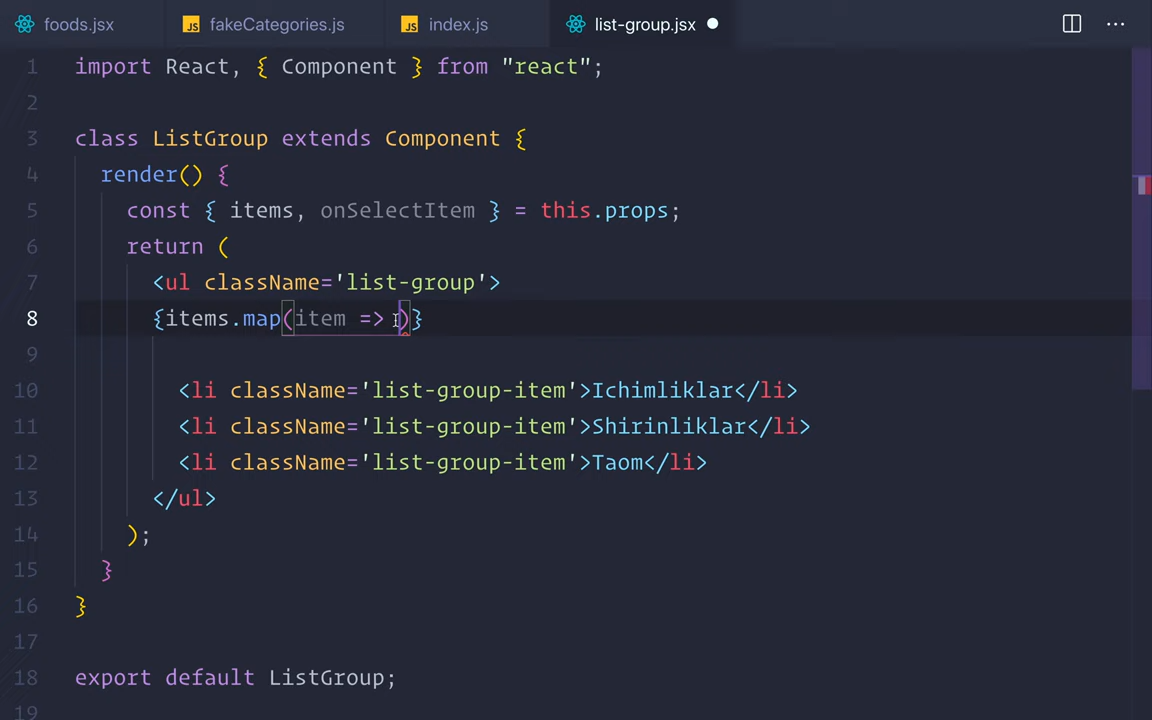 foods.jsx JS fakeCategories.js JS index.js list-group.jsx
1 import React, { Component } from "react";
2
3 class ListGroup extends Component {
4 render() {
5 const { items, onSelectItem } = this.props;
6 return (
7 <ul className='list-group'>
8 {items.map(item => )}
9
10 <li className='list-group-item'>Ichimliklar</li>
11 <li className='list-group-item'>Shirinliklar</li>
12 <li className='list-group-item'>Taom</li>
13 </ul>
14 );
15 }
16 }
17
18 export default ListGroup;
19